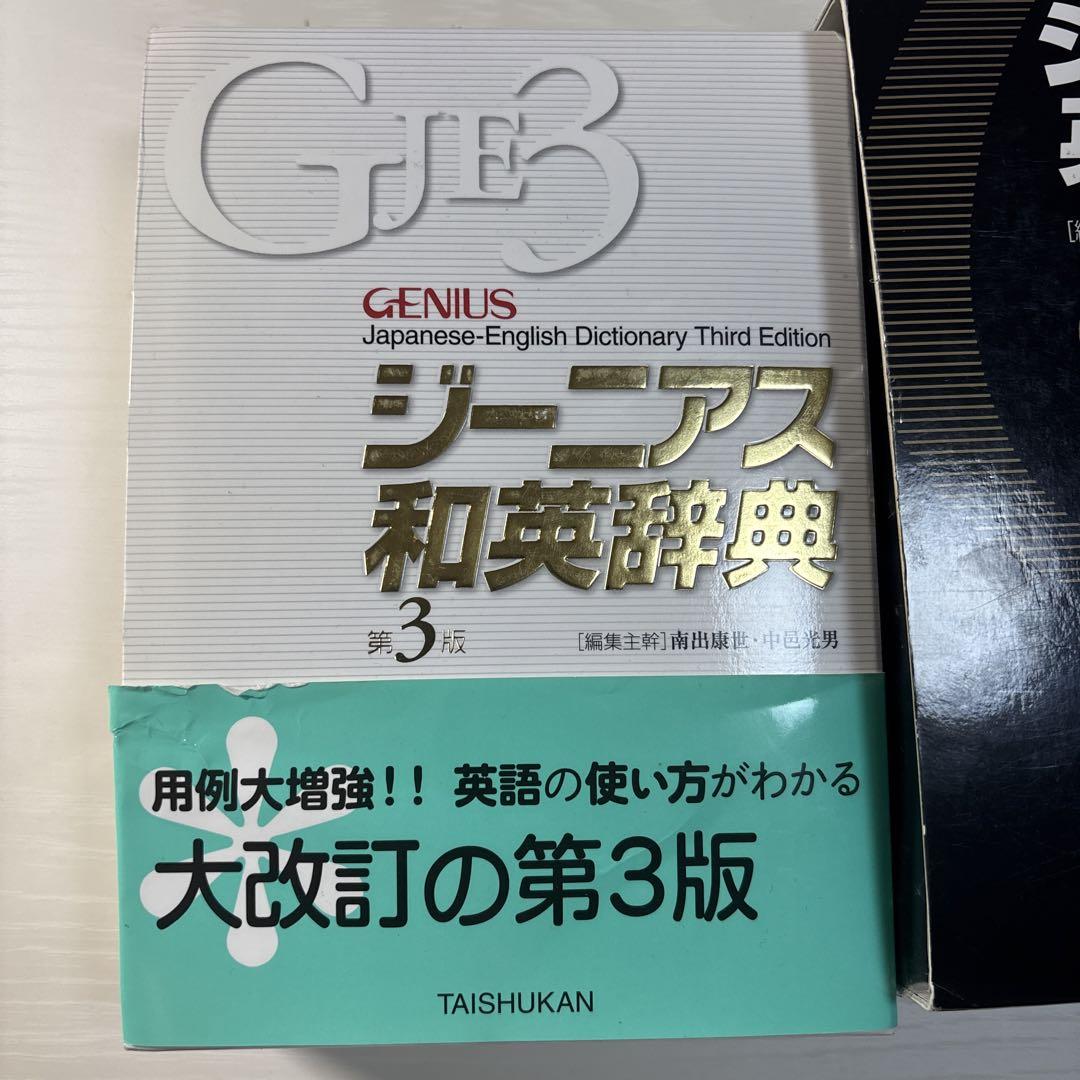 GJE3
GENIUS
Japanese-English Dictionary Third Edition
ジーニアス
和英辞典
第3版
[編集主幹]南出康世・中邑光男
用例大増強!! 英語の使い方がわかる
大改訂の第3版
TAISHUKAN